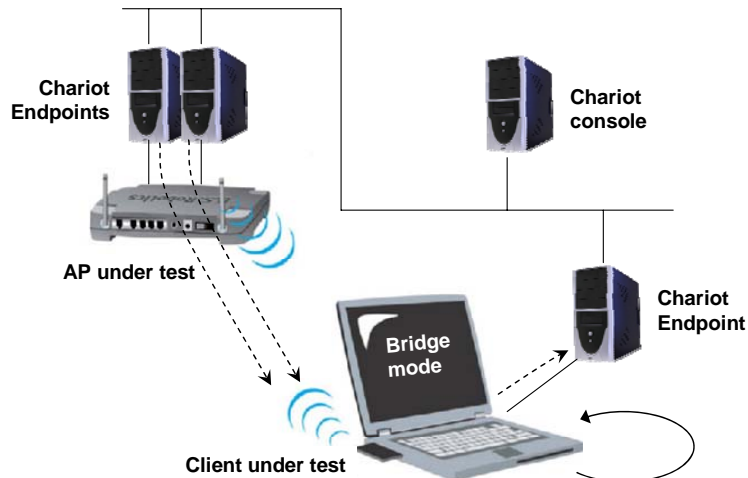 Chariot
Endpoints
Chariot
console
AP under test
Chariot
Endpoint
Bridge
mode
Client under test